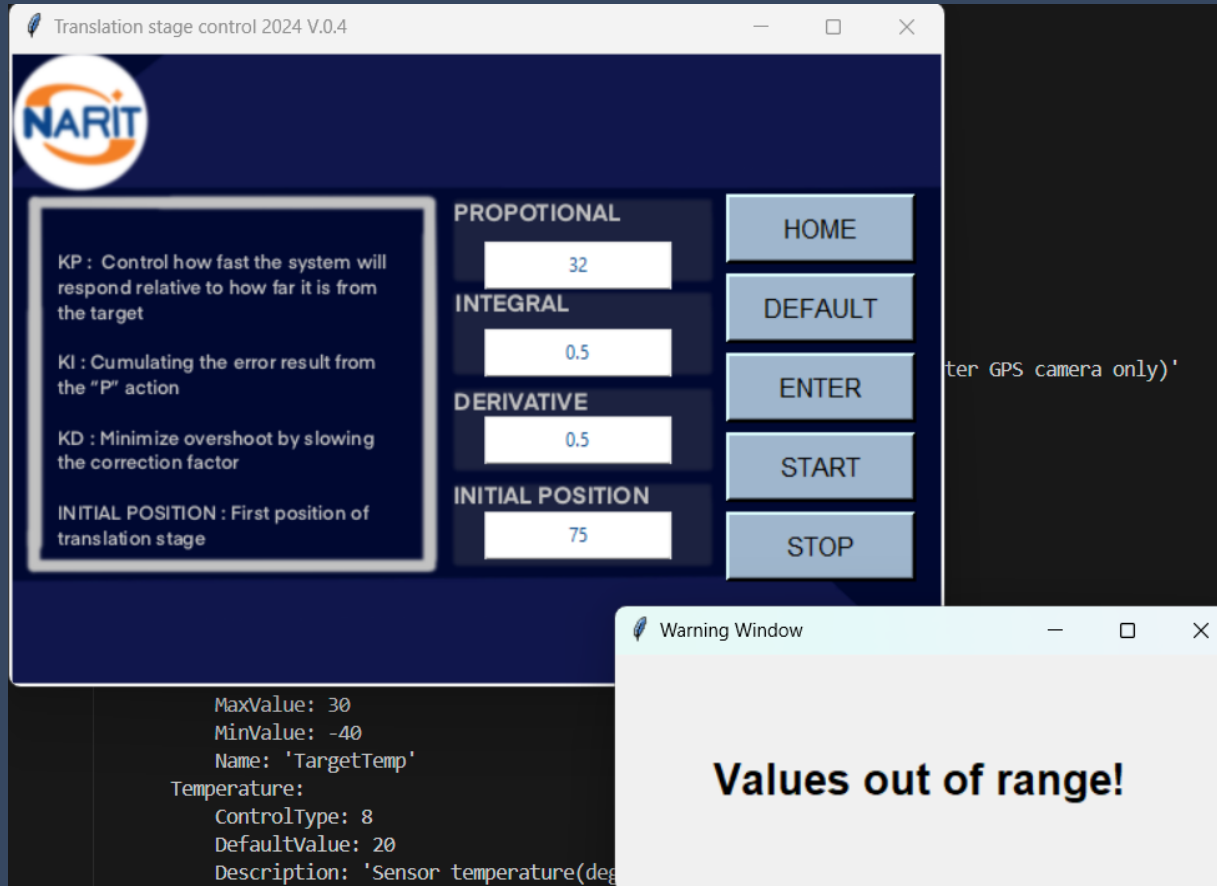 Translation stage control 2024 V.0.4
NARIT
KP : Control how fast the system will
respond relative to how far it is from
the target
KI : Cumulating the error result from
the “P” action
KD : Minimize overshoot by slowing
the correction factor
INITIAL POSITION : First position of
translation stage
PROPOTIONAL
32
INTEGRAL
0.5
DERIVATIVE
0.5
INITIAL POSITION
75
HOME
DEFAULT
ENTER
START
STOP
ter GPS camera only)'
MaxValue: 30
MinValue: -40
Name: 'TargetTemp'
Temperature:
ControlType: 8
DefaultValue: 20
Description: 'Sensor temperature(deg
Warning Window
Values out of range!